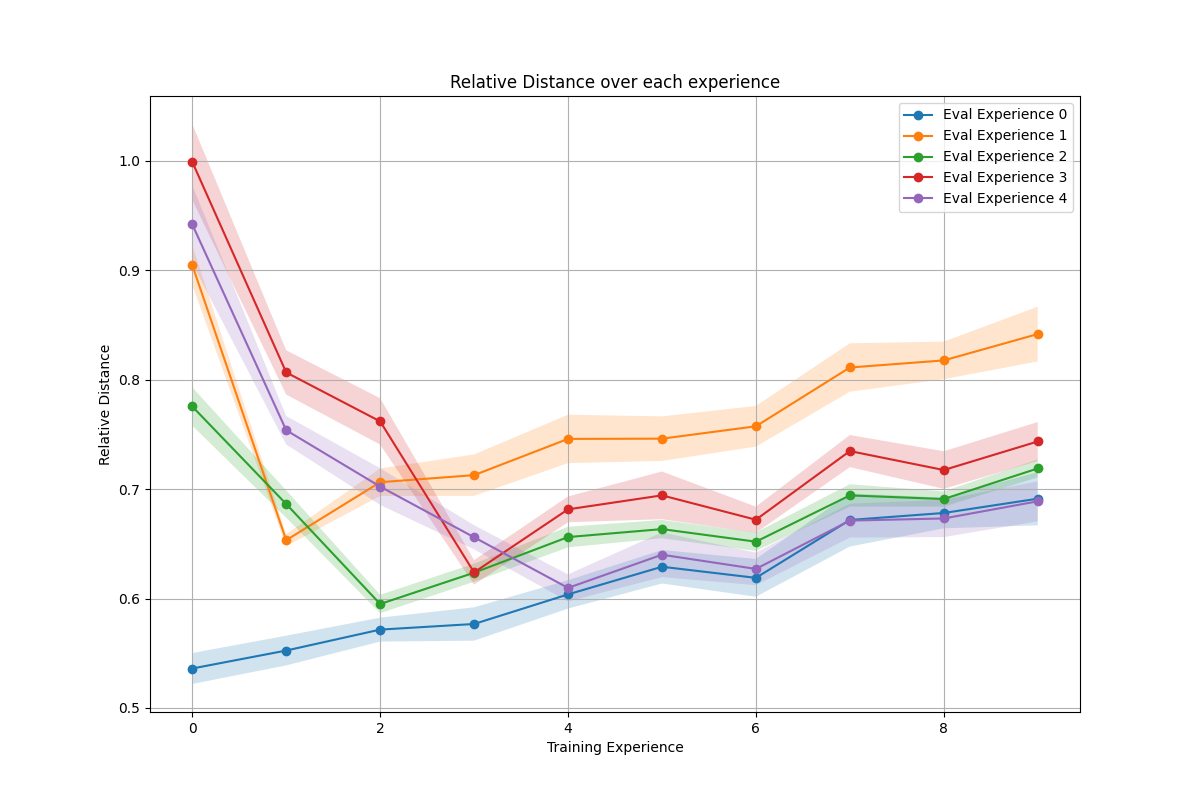 Relative Distance over each experience
Eval Experience 0
Eval Experience 1
Eval Experience 2
Eval Experience 3
Eval Experience 4
1.0
0.9
0.8
0.7
0.6
0.5
Relative Distance
0 2 4 6 8
Training Experience